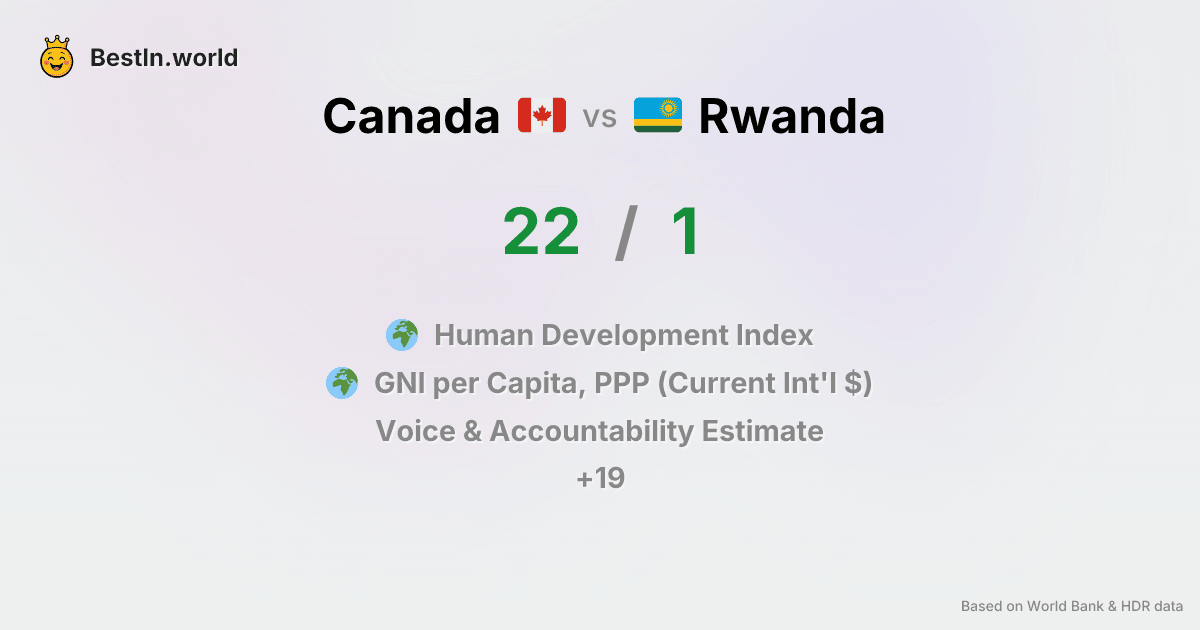 BestIn.world
Canada vs Rwanda
22 / 1
Human Development Index
GNI per Capita, PPP (Current Int'l $)
Voice & Accountability Estimate
+19
Based on World Bank & HDR data